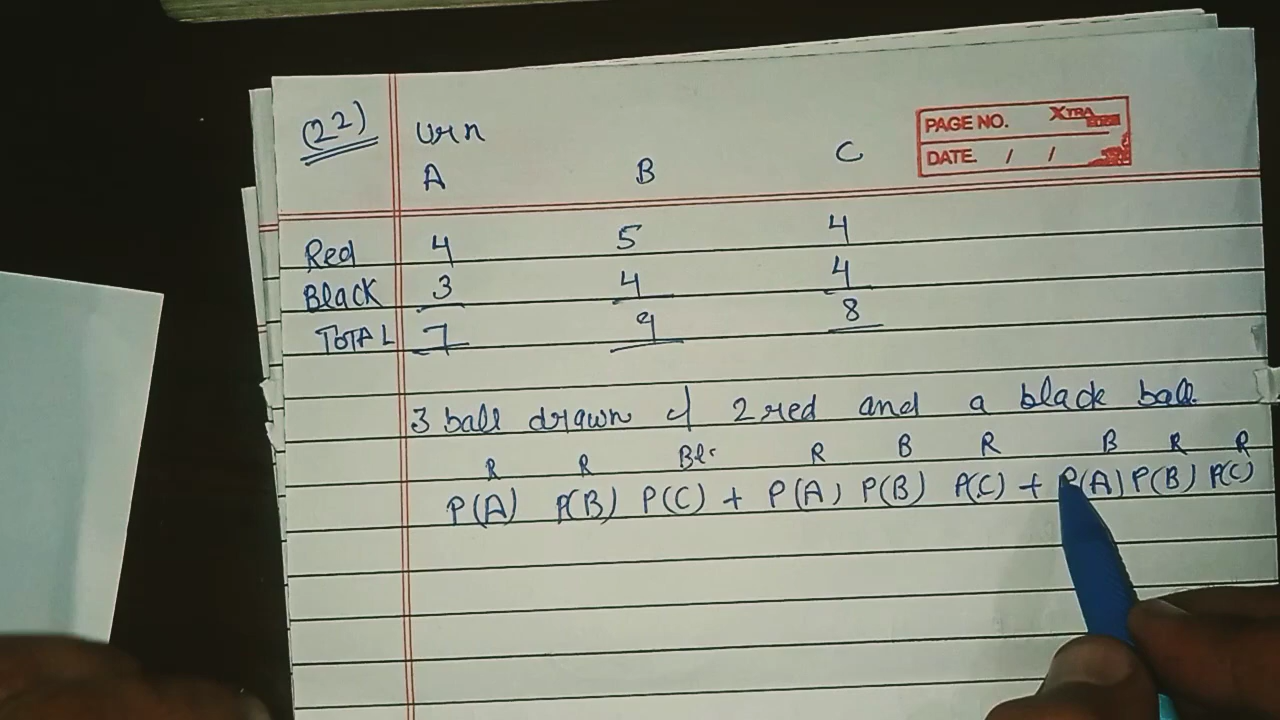 (22) Urn
A B C
PAGE NO. XTRA
DATE / /
Red 4 5 4
Black 3 4 4
TOTAL 7 9 8
3 ball drawn of 2 red and a black ball.
R R Bl. R B R B R R
P(A) P(B) P(C) + P(A) P(B) P(C) + P(A) P(B) P(C)